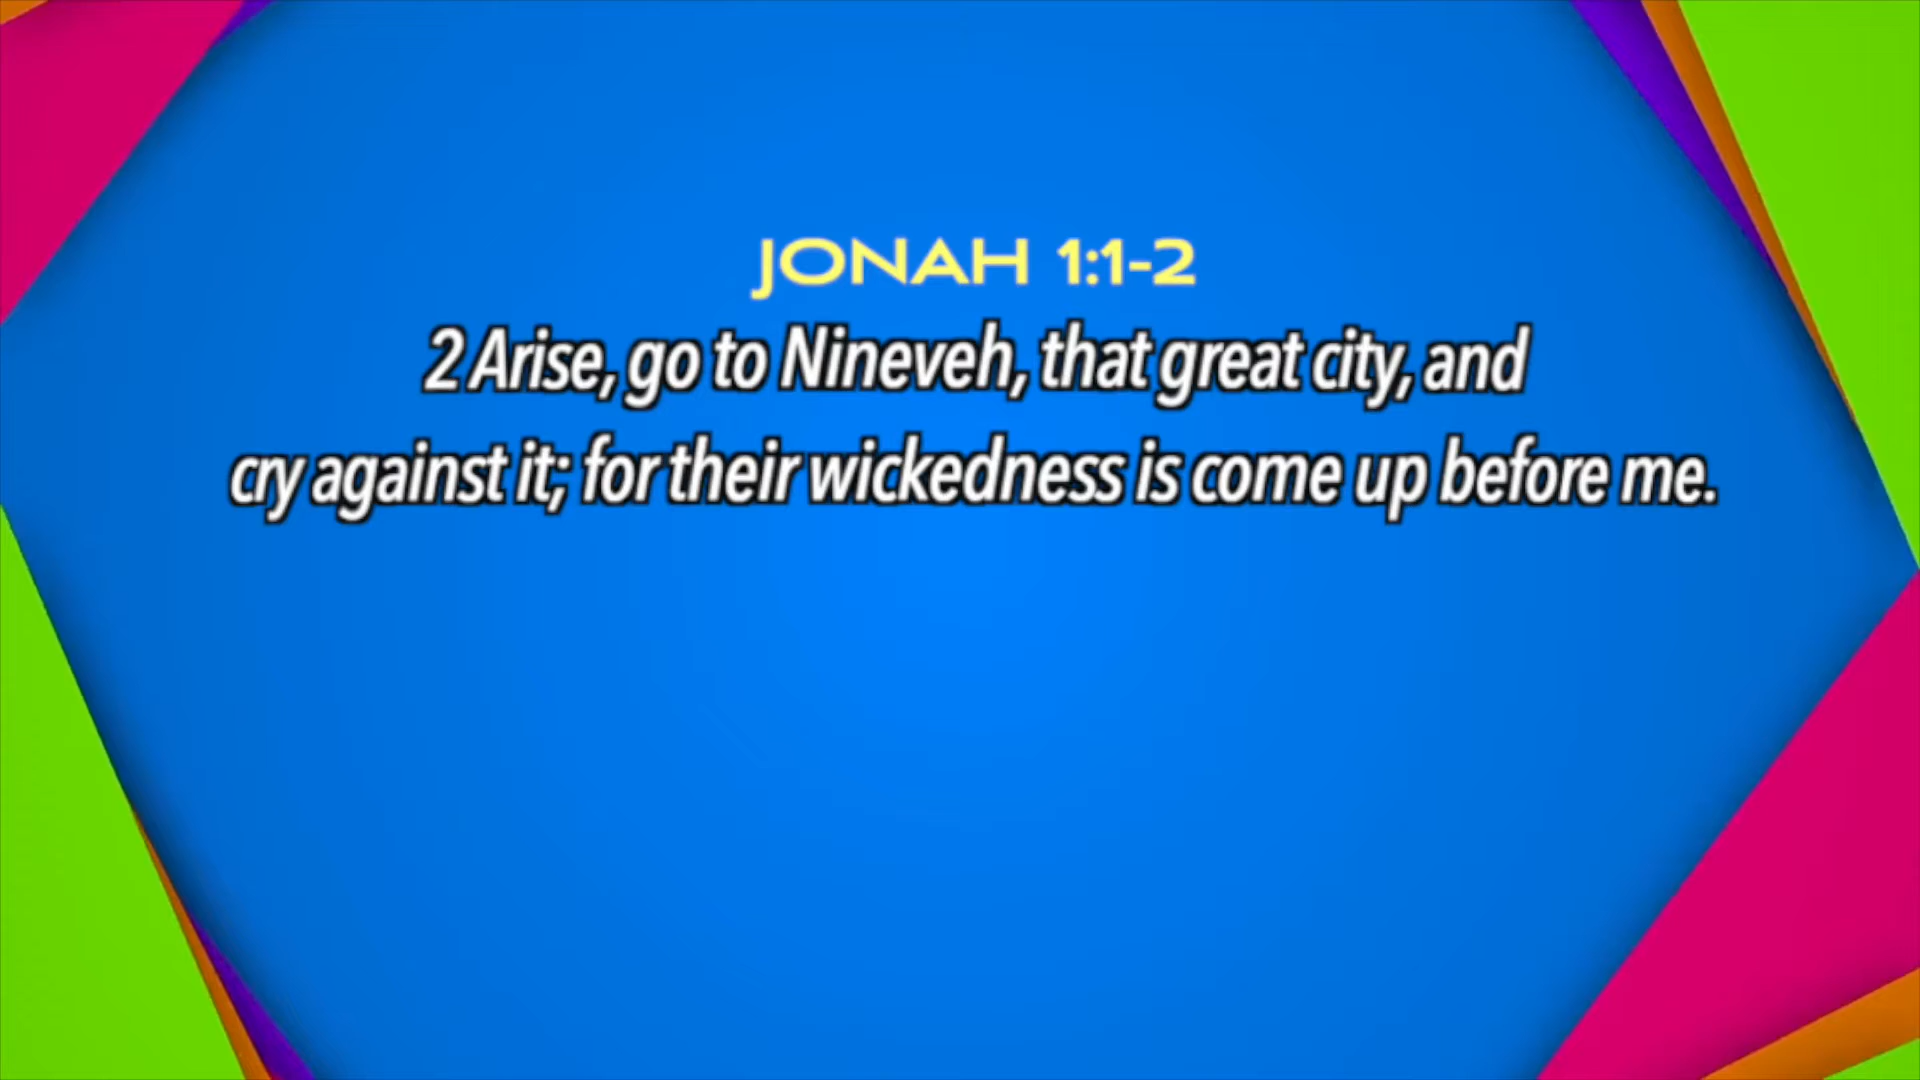 JONAH 1:1-2
2 Arise, go to Nineveh, that great city, and
cry against it; for their wickedness is come up before me.